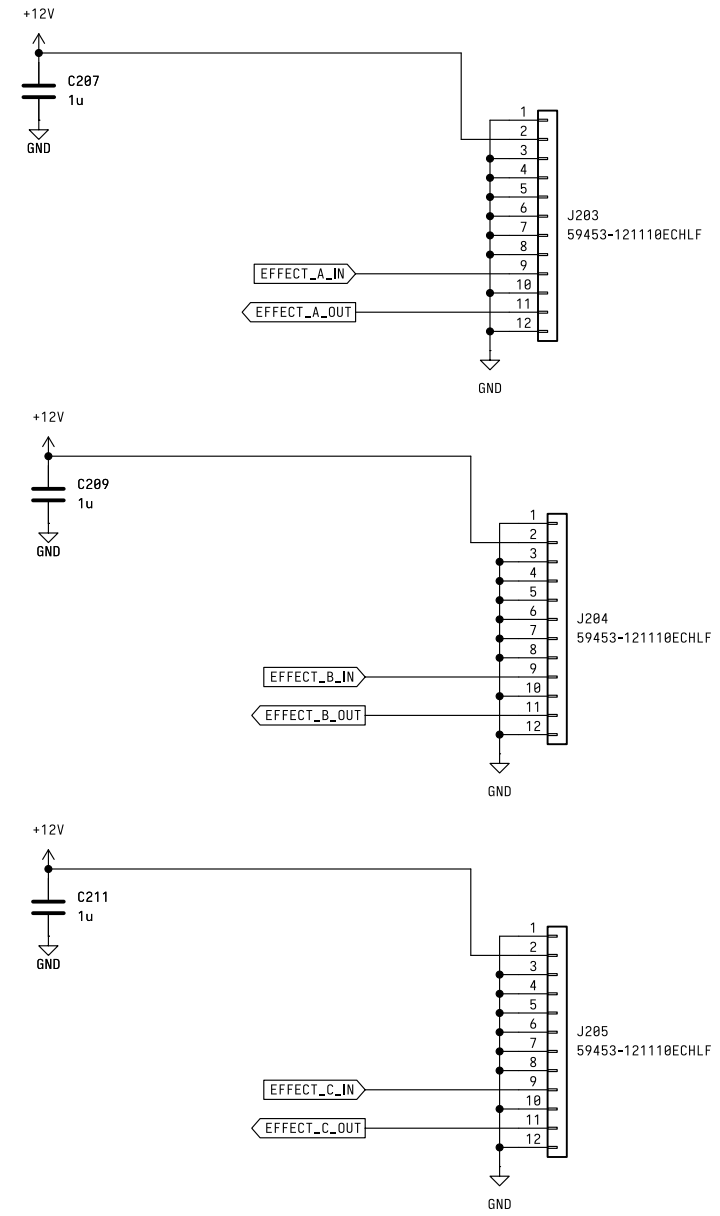 +12V
C207
1u
GND
1
2
3
4
5
6
7
8
9
10
11
12
J203
59453-121110ECHLF
EFFECT_A_IN
EFFECT_A_OUT
GND
+12V
C209
1u
GND
1
2
3
4
5
6
7
8
9
10
11
12
J204
59453-121110ECHLF
EFFECT_B_IN
EFFECT_B_OUT
GND
+12V
C211
1u
GND
1
2
3
4
5
6
7
8
9
10
11
12
J205
59453-121110ECHLF
EFFECT_C_IN
EFFECT_C_OUT
GND